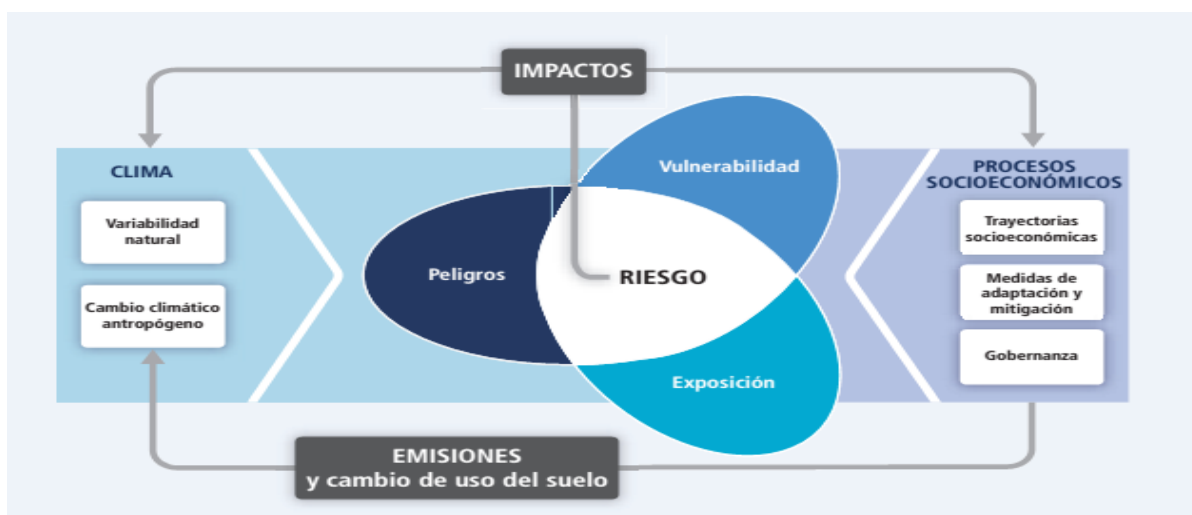 IMPACTOS
CLIMA
Variabilidad
natural
Cambio climático
antropógeno
Peligros
Vulnerabilidad
RIESGO
Exposición
PROCESOS
SOCIOECONÓMICOS
Trayectorias
socioeconómicas
Medidas de
adaptación y
mitigación
Gobernanza
EMISIONES
y cambio de uso del suelo